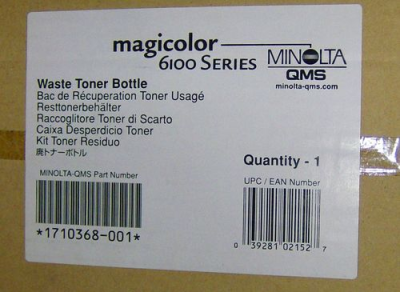 magicolor
6100 SERIES
MINOLTA
QMS
minolta-qms.com
Waste Toner Bottle
Bac de Récuperation Toner Usagé
Resttonerbehälter
Raccoglitore Toner di Scarto
Caixa Desperdicio Toner
Kit Toner Residuo
廃トナーボトル
Quantity - 1
MINOLTA-QMS Part Number
*1710368-001*
UPC / EAN Number
0 39281 02152 7